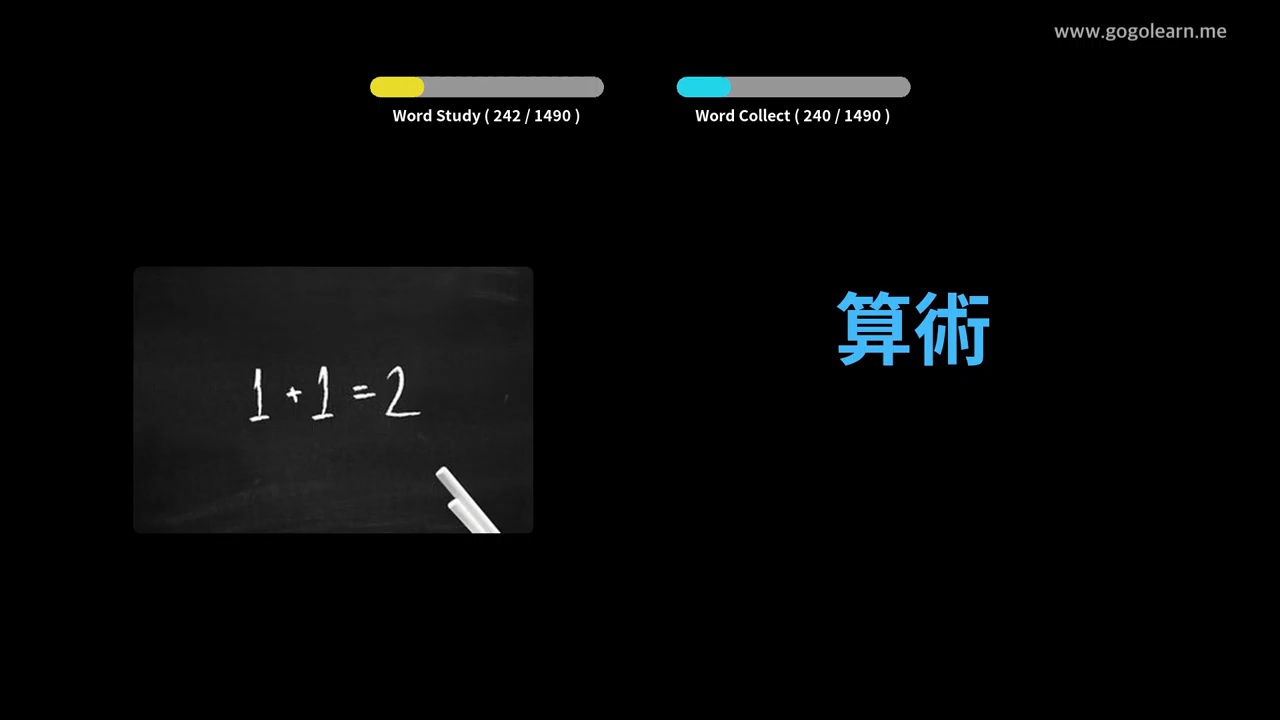 www.gogolearn.me
Word Study ( 242 / 1490 )
Word Collect ( 240 / 1490 )
1 + 1 = 2
算術